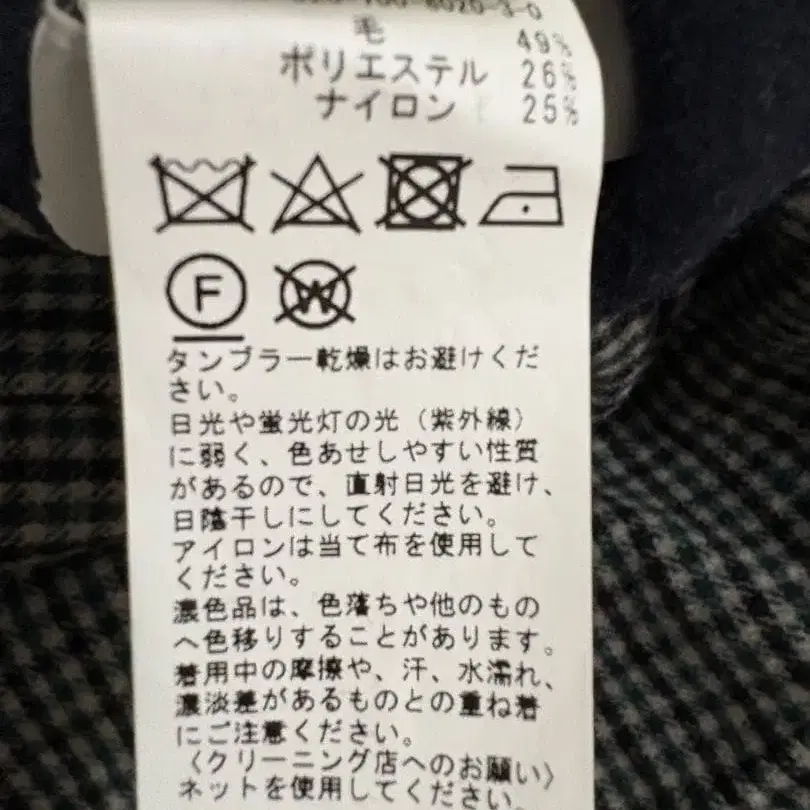 毛 49%
ポリエステル 26%
ナイロン 25%
F W
タンブラー乾燥はお避けくだ
さい。
日光や蛍光灯の光（紫外線）
に弱く、色あせしやすい性質
があるので、直射日光を避け、
日陰干しにしてください。
アイロンは当て布を使用して
ください。
濃色品は、色落ちや他のもの
へ色移りすることがあります。
着用中の摩擦や、汗、水濡れ、
濃淡差があるものとの重ね着
にご注意ください。
〈クリーニング店へのお願い〉
ネットを使用してください。